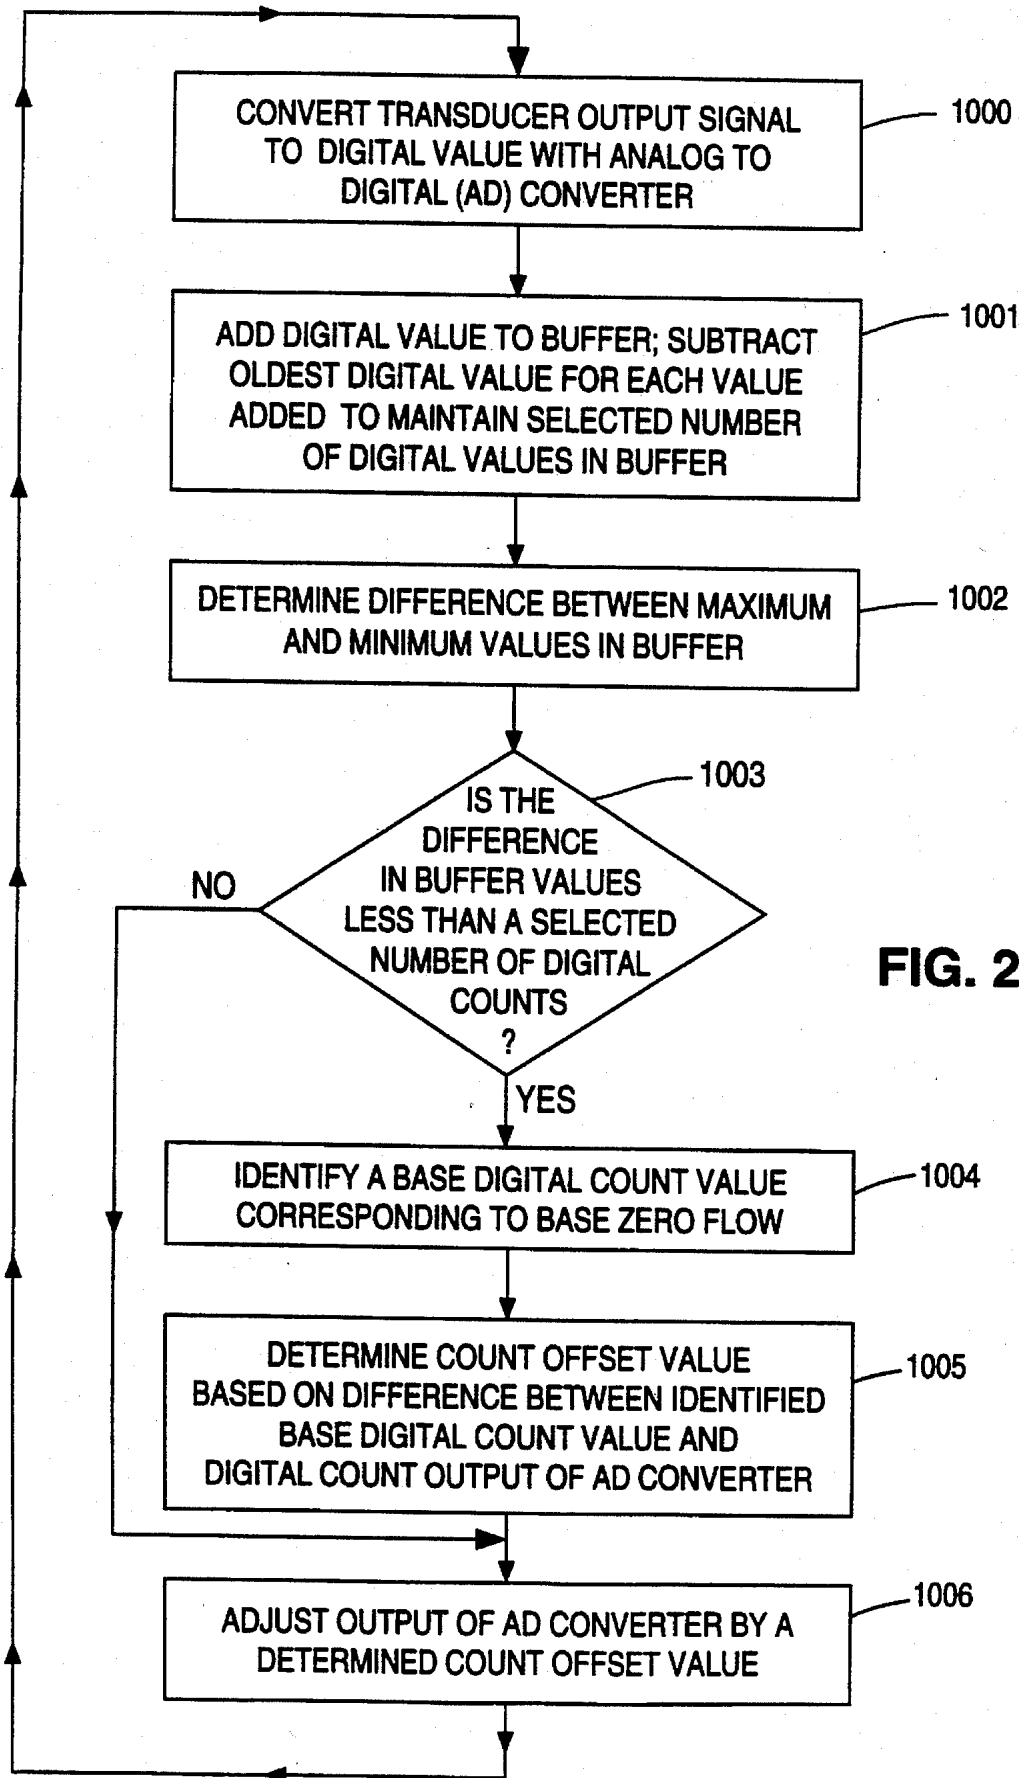 CONVERT TRANSDUCER OUTPUT SIGNAL
TO DIGITAL VALUE WITH ANALOG TO
DIGITAL (AD) CONVERTER
1000
ADD DIGITAL VALUE TO BUFFER; SUBTRACT
OLDEST DIGITAL VALUE FOR EACH VALUE
ADDED TO MAINTAIN SELECTED NUMBER
OF DIGITAL VALUES IN BUFFER
1001
DETERMINE DIFFERENCE BETWEEN MAXIMUM
AND MINIMUM VALUES IN BUFFER
1002
IS THE
DIFFERENCE
IN BUFFER VALUES
LESS THAN A SELECTED
NUMBER OF DIGITAL
COUNTS
?
1003
NO
FIG. 2
YES
IDENTIFY A BASE DIGITAL COUNT VALUE
CORRESPONDING TO BASE ZERO FLOW
1004
DETERMINE COUNT OFFSET VALUE
BASED ON DIFFERENCE BETWEEN IDENTIFIED
BASE DIGITAL COUNT VALUE AND
DIGITAL COUNT OUTPUT OF AD CONVERTER
1005
ADJUST OUTPUT OF AD CONVERTER BY A
DETERMINED COUNT OFFSET VALUE
1006